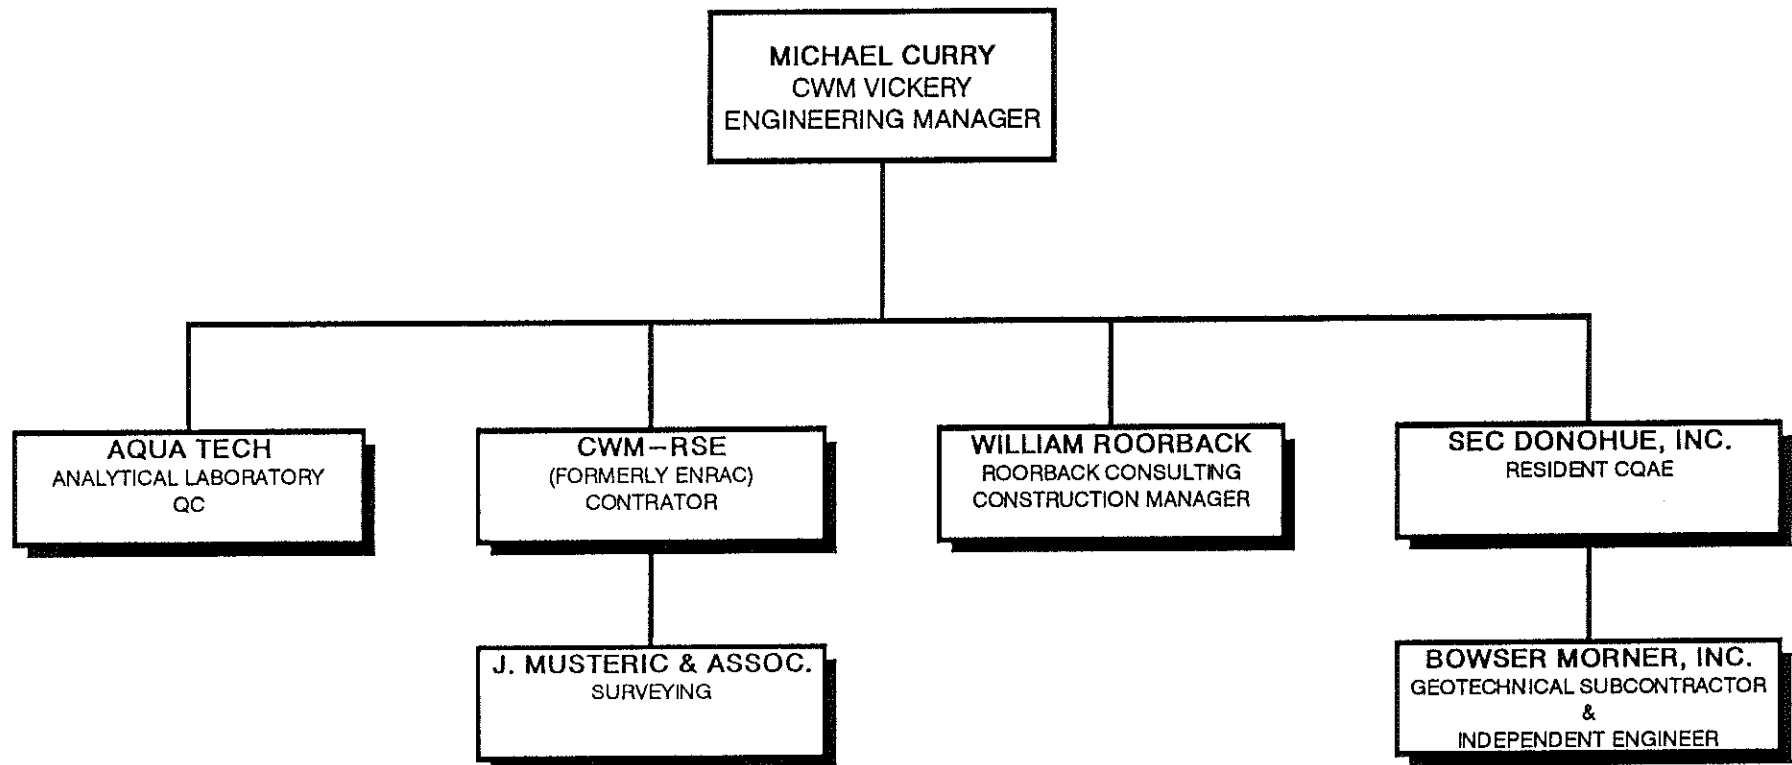 MICHAEL CURRY
CWM VICKERY
ENGINEERING MANAGER
AQUA TECH
ANALYTICAL LABORATORY
QC
CWM-RSE
(FORMERLY ENRAC)
CONTRATOR
WILLIAM ROORBACK
ROORBACK CONSULTING
CONSTRUCTION MANAGER
SEC DONOHUE, INC.
RESIDENT CQAE
J. MUSTERIC & ASSOC.
SURVEYING
BOWSER MORNER, INC.
GEOTECHNICAL SUBCONTRACTOR
&
INDEPENDENT ENGINEER